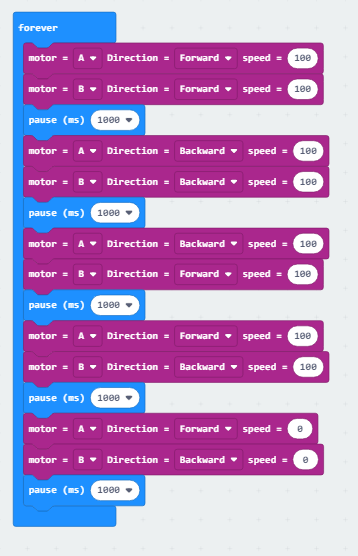 forever
motor = A Direction = Forward speed = 100
motor = B Direction = Forward speed = 100
pause (ms) 1000
motor = A Direction = Backward speed = 100
motor = B Direction = Backward speed = 100
pause (ms) 1000
motor = A Direction = Backward speed = 100
motor = B Direction = Forward speed = 100
pause (ms) 1000
motor = A Direction = Forward speed = 100
motor = B Direction = Backward speed = 100
pause (ms) 1000
motor = A Direction = Forward speed = 0
motor = B Direction = Backward speed = 0
pause (ms) 1000